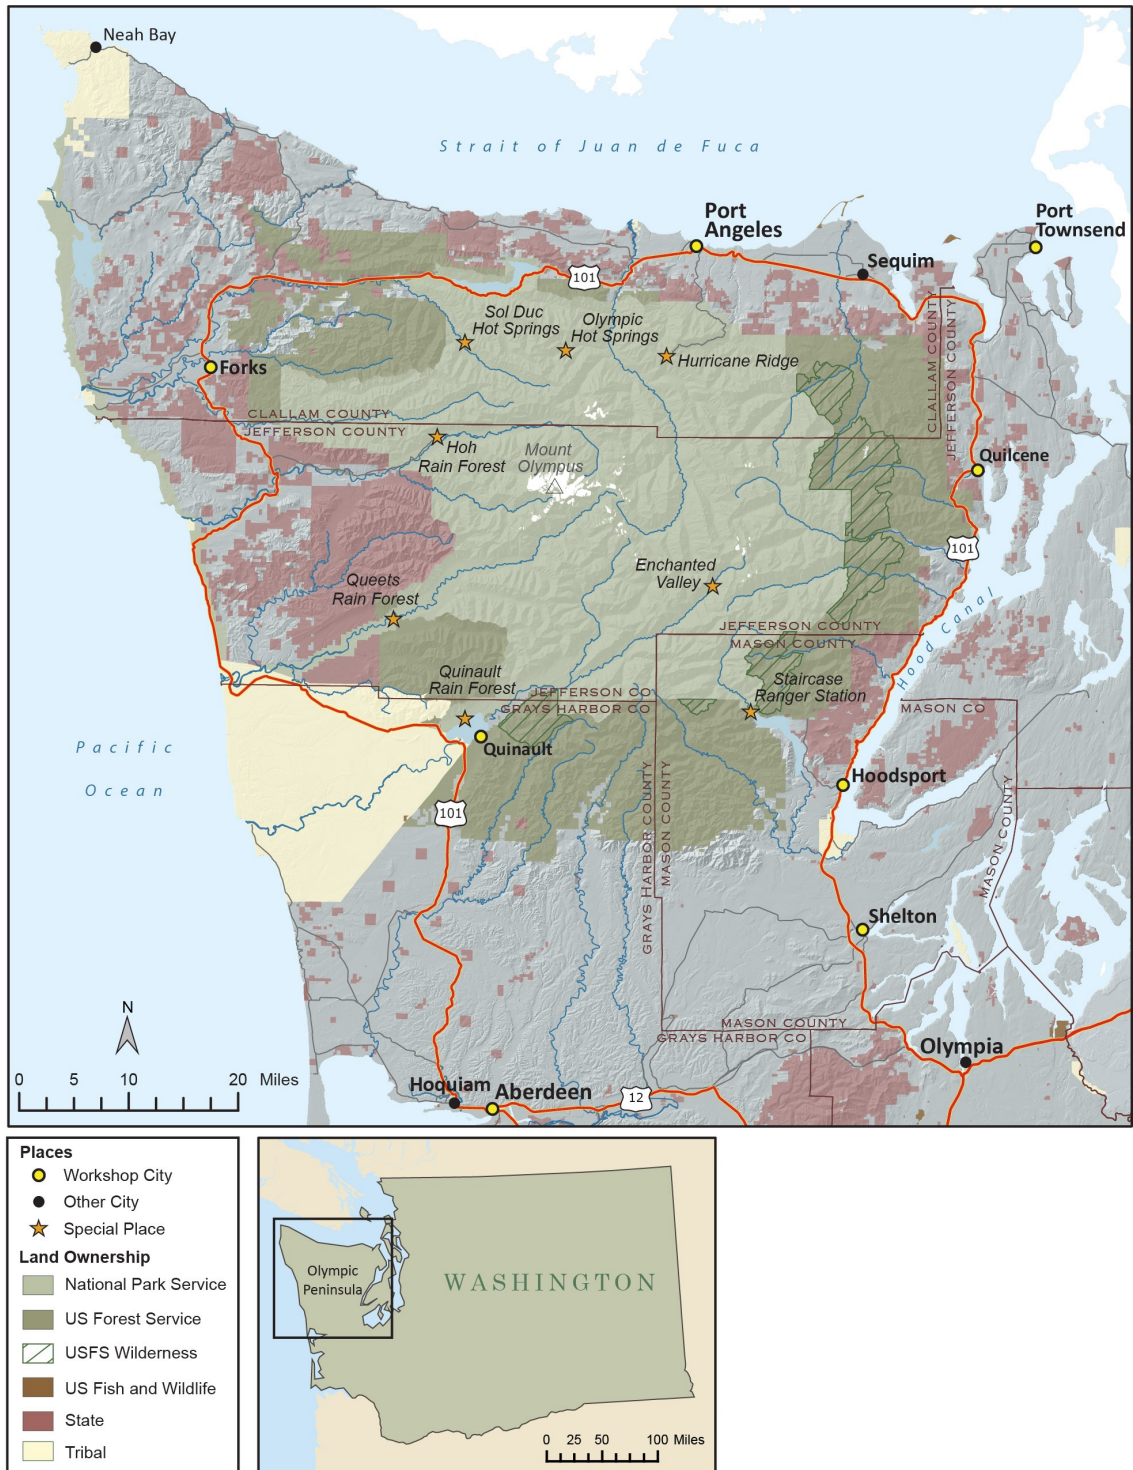 Neah Bay
Strait of Juan de Fuca
Port
Angeles
Port
Townsend
Sequim
101
Sol Duc
Hot Springs
Olympic
Hot Springs
Hurricane Ridge
Forks
CLALLAM COUNTY
JEFFERSON COUNTY
CLALLAM COUNTY
JEFFERSON COUNTY
Hoh
Rain Forest
Mount
Olympus
Quilcene
101
Enchanted
Valley
Queets
Rain Forest
Hood Canal
JEFFERSON COUNTY
MASON COUNTY
Quinault
Rain Forest
Staircase
Ranger Station
JEFFERSON CO
GRAYS HARBOR CO
MASON CO
Pacific
Ocean
Quinault
Hoodsport
101
GRAYS HARBOR COUNTY
MASON COUNTY
MASON COUNTY
Shelton
N
MASON COUNTY
GRAYS HARBOR CO
Olympia
0 5 10 20 Miles
Hoquiam
Aberdeen
12
Places
Workshop City
Other City
Special Place
Land Ownership
National Park Service
US Forest Service
USFS Wilderness
US Fish and Wildlife
State
Tribal
Olympic
Peninsula
WASHINGTON
0 25 50 100 Miles